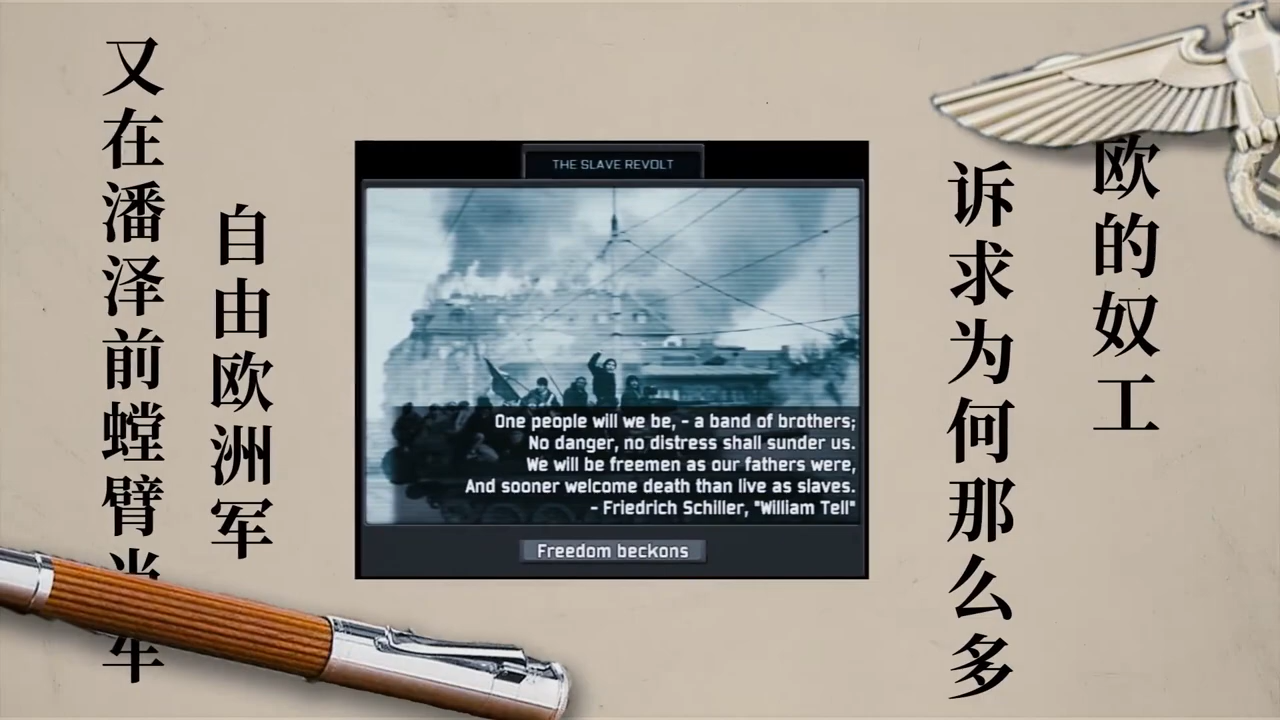 欧的奴工
诉求为何那么多
THE SLAVE REVOLT
One people will we be, - a band of brothers;
No danger, no distress shall sunder us.
We will be freemen as our fathers were,
And sooner welcome death than live as slaves.
- Friedrich Schiller, "William Tell"
Freedom beckons
自由欧洲军
又在潘泽前螳臂当车